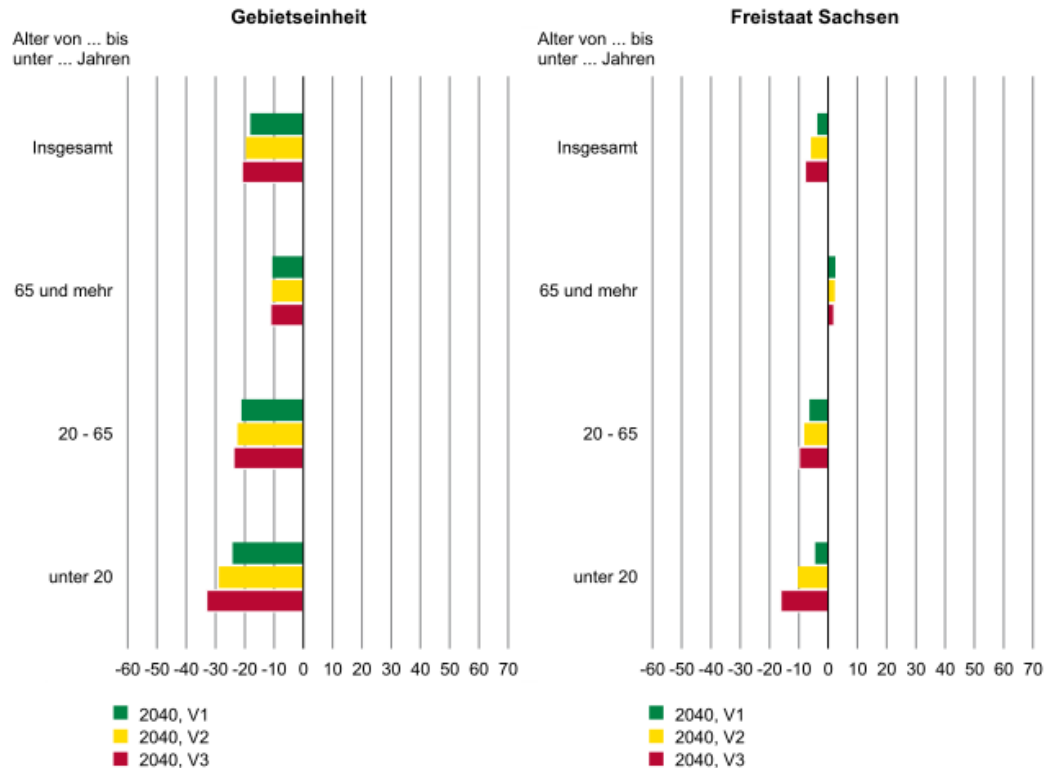 Gebietseinheit
Alter von ... bis
unter ... Jahren
Insgesamt
65 und mehr
20 - 65
unter 20
-60 -50 -40 -30 -20 -10 0 10 20 30 40 50 60 70
2040, V1
2040, V2
2040, V3
Freistaat Sachsen
Alter von ... bis
unter ... Jahren
Insgesamt
65 und mehr
20 - 65
unter 20
-60 -50 -40 -30 -20 -10 0 10 20 30 40 50 60 70
2040, V1
2040, V2
2040, V3